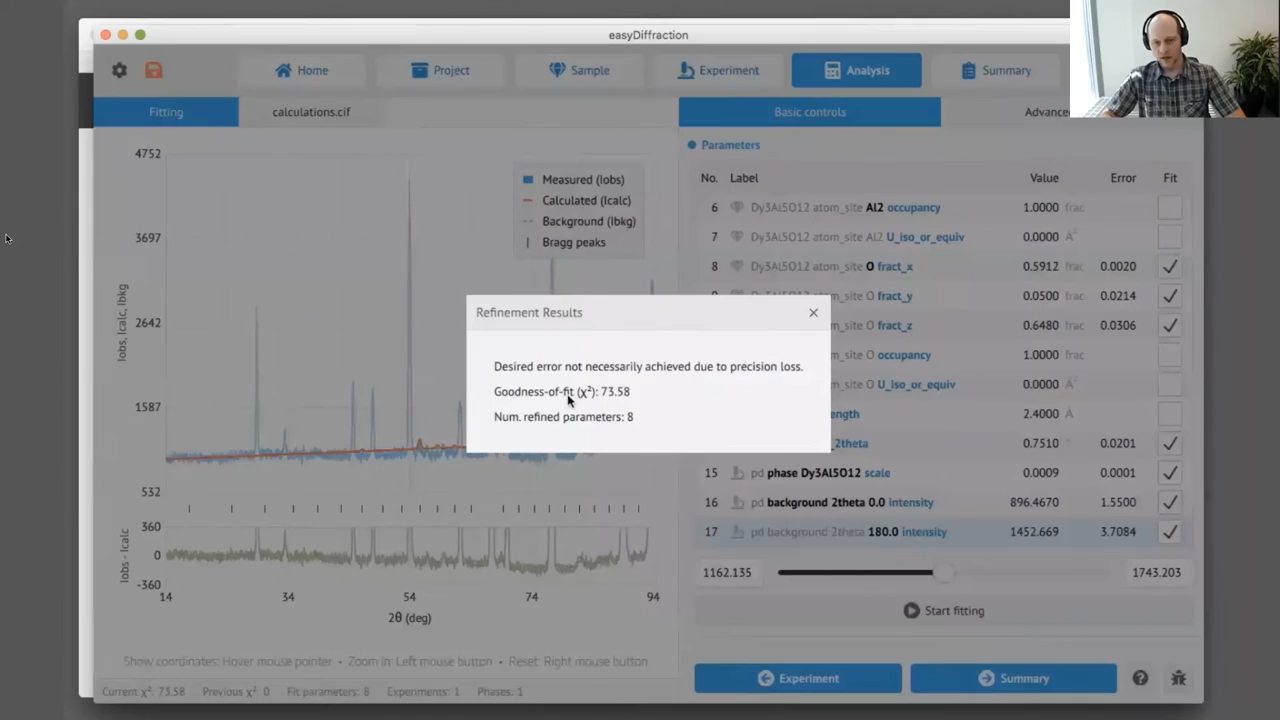 easyDiffraction
Home
Project
Sample
Experiment
Analysis
Summary
Fitting
calculations.cif
Basic controls
Advanc
4752
3697
2642
1587
532
Iobs, Icalc, Ibkg
Measured (Iobs)
Calculated (Icalc)
Background (Ibkg)
Bragg peaks
360
0
-360
Iobs - Icalc
14 34 54 74 94
2θ (deg)
Show coordinates: Hover mouse pointer • Zoom in: Left mouse button • Reset: Right mouse button
Current χ²: 73.58 Previous χ²: 0 Fit parameters: 8 Experiments: 1 Phases: 1
Refinement Results
Desired error not necessarily achieved due to precision loss.
Goodness-of-fit (χ²): 73.58
Num. refined parameters: 8
Parameters
No. Label Value Error Fit
6 Dy3Al5O12 atom_site Al2 occupancy 1.0000 frac
7 Dy3Al5O12 atom_site Al2 U_iso_or_equiv 0.0000 Å²
8 Dy3Al5O12 atom_site O fract_x 0.5912 frac 0.0020
O fract_y 0.0500 frac 0.0214
O fract_z 0.6480 frac 0.0306
O occupancy 1.0000 frac
O U_iso_or_equiv 0.0000 Å²
ength 2.4000 Å
2theta 0.7510 ° 0.0201
15 pd phase Dy3Al5O12 scale 0.0009 0.0001
16 pd background 2theta 0.0 intensity 896.4670 1.5500
17 pd background 2theta 180.0 intensity 1452.669 3.7084
1162.135 1743.203
Start fitting
Experiment
Summary